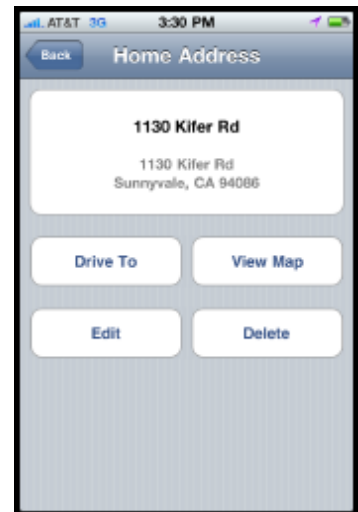 AT&T 3G 3:30 PM
Back Home Address
1130 Kifer Rd
1130 Kifer Rd
Sunnyvale, CA 94086
Drive To View Map
Edit Delete